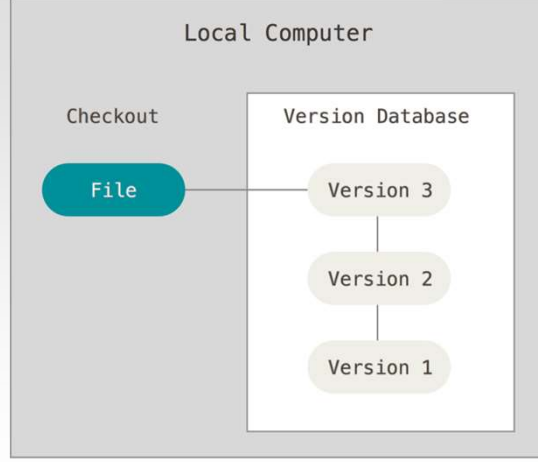 Local Computer
Checkout
Version Database
File
Version 3
Version 2
Version 1